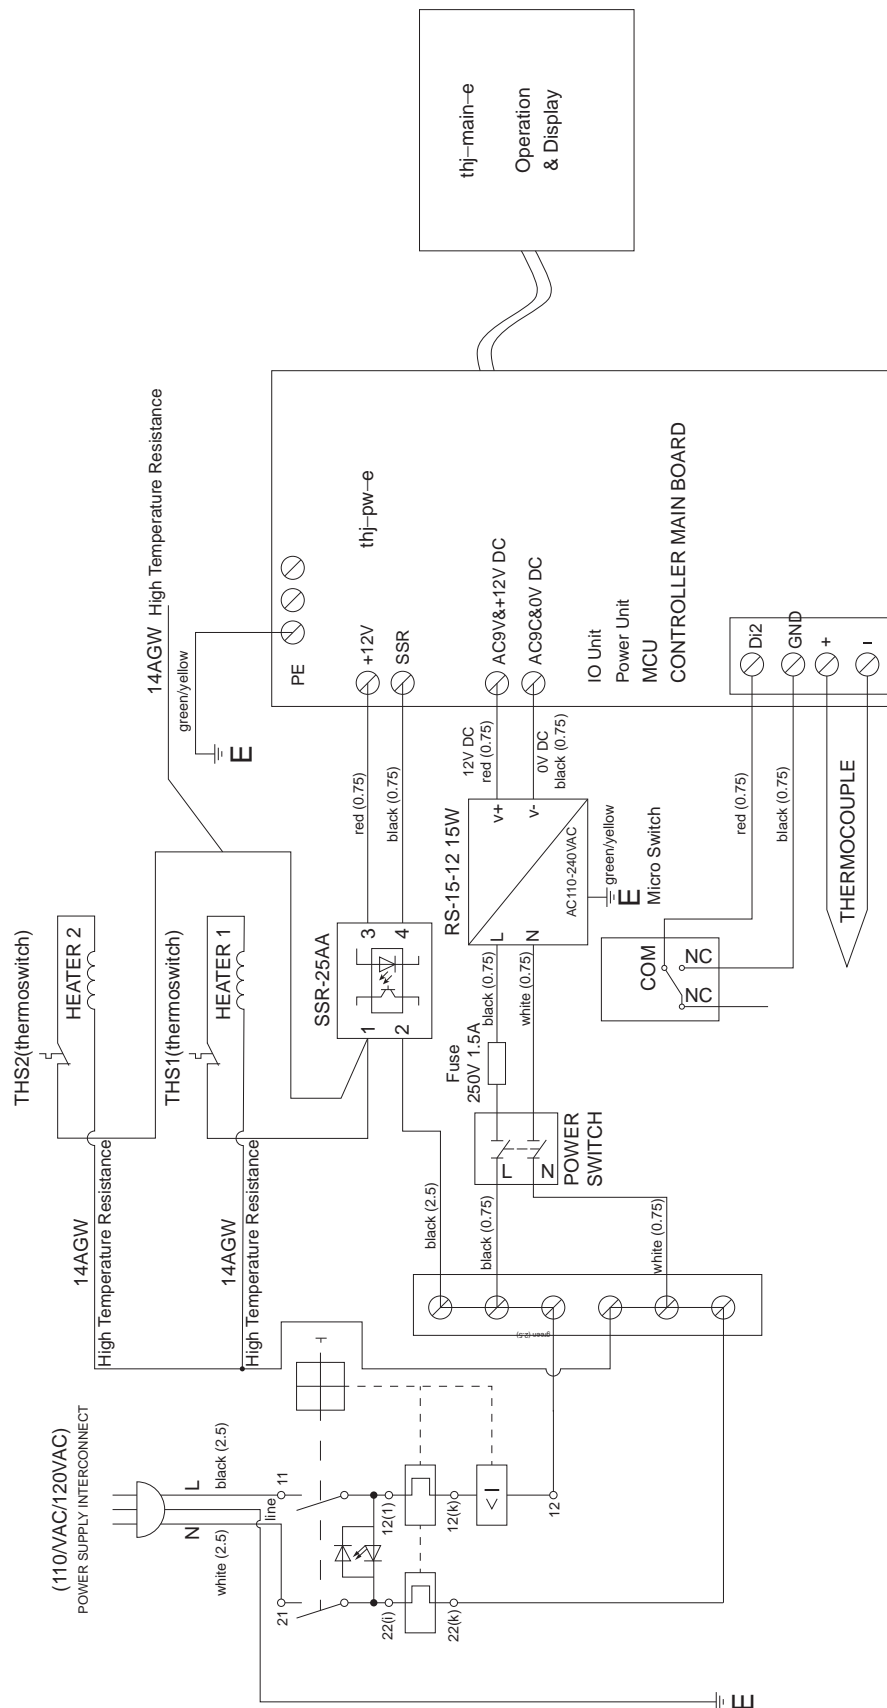 thj–main–e
Operation
& Display
14AGW High Temperature Resistance
green/yellow
E
PE
thj–pw–e
+12V
SSR
AC9V&+12V DC
AC9C&0V DC
IO Unit
Power Unit
MCU
CONTROLLER MAIN BOARD
Di2
GND
+
–
red (0.75)
black (0.75)
12V DC
red (0.75)
0V DC
black (0.75)
red (0.75)
black (0.75)
THERMOCOUPLE
RS-15-12 15W
v+
v-
AC110-240VAC
L
N
green/yellow
E
Micro Switch
COM
NC
NC
THS2(thermoswitch)
HEATER 2
THS1(thermoswitch)
HEATER 1
SSR-25AA
3
4
1
2
black (0.75)
white (0.75)
Fuse
250V 1.5A
L
N
POWER
SWITCH
14AGW
High Temperature Resistance
14AGW
High Temperature Resistance
black (2.5)
black (0.75)
white (0.75)
green (2.5)
(110/VAC/120VAC)
POWER SUPPLY INTERCONNECT
L
black (2.5)
N
white (2.5)
line
11
21
12(1)
12(k)
< I
12
22(i)
22(k)
E